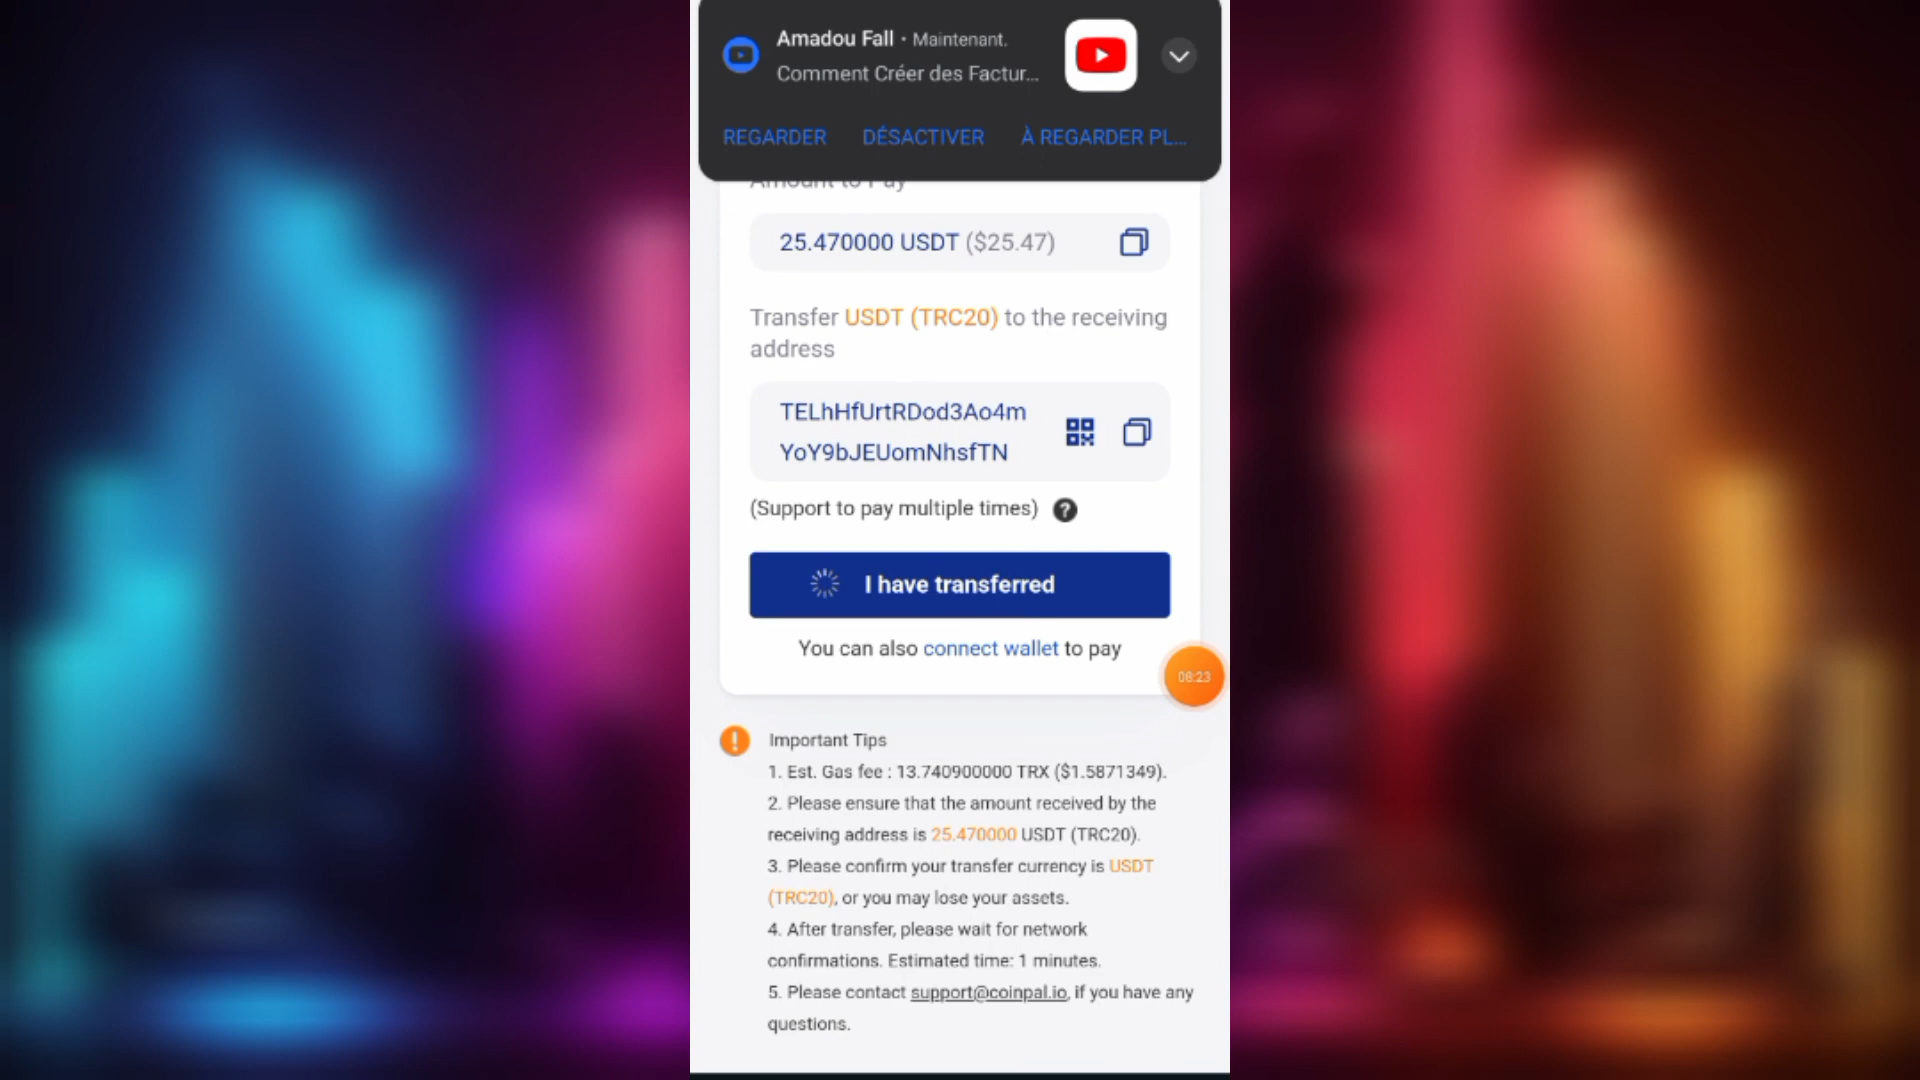 Amadou Fall • Maintenant.
Comment Créer des Factur...
REGARDER DÉSACTIVER À REGARDER PL...
Amount to Pay
25.470000 USDT ($25.47)
Transfer USDT (TRC20) to the receiving
address
TELhHfUrtRDod3Ao4m
YoY9bJEUomNhsfTN
(Support to pay multiple times) ?
I have transferred
You can also connect wallet to pay
08:23
! Important Tips
1. Est. Gas fee : 13.740900000 TRX ($1.5871349).
2. Please ensure that the amount received by the
receiving address is 25.470000 USDT (TRC20).
3. Please confirm your transfer currency is USDT
(TRC20), or you may lose your assets.
4. After transfer, please wait for network
confirmations. Estimated time: 1 minutes.
5. Please contact support@coinpal.io, if you have any
questions.